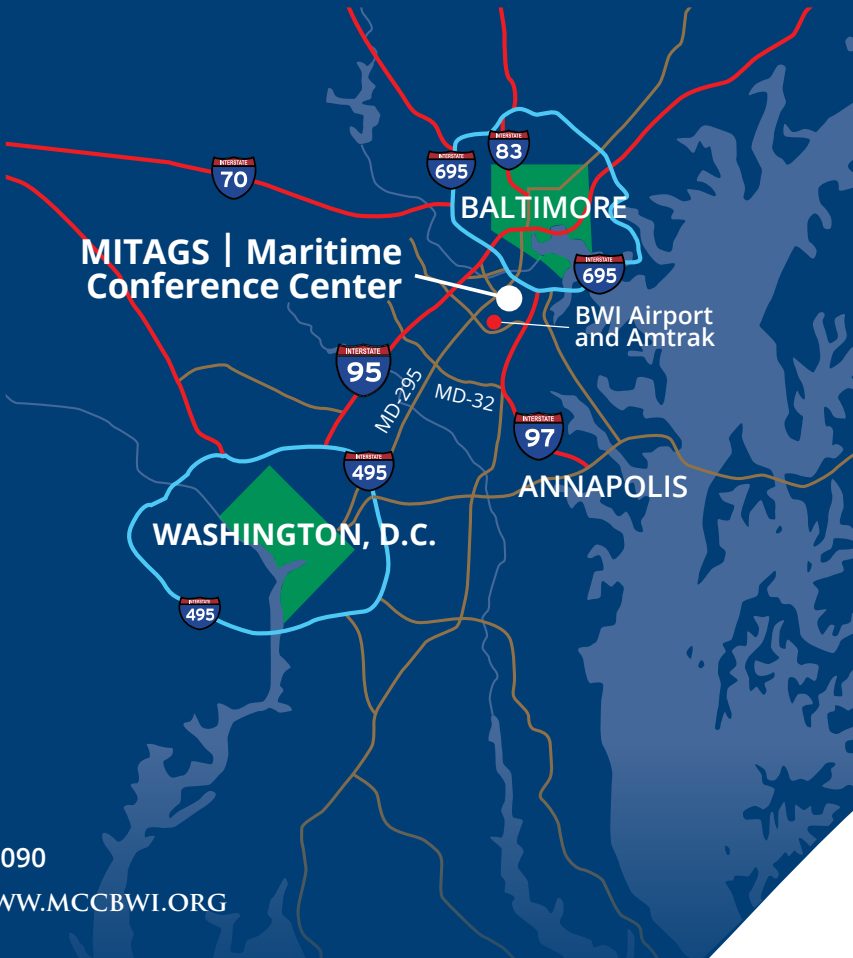 INTERSTATE
83
INTERSTATE
695
INTERSTATE
70
BALTIMORE
MITAGS | Maritime
Conference Center
INTERSTATE
695
BWI Airport
and Amtrak
INTERSTATE
95
MD-295
MD-32
INTERSTATE
97
INTERSTATE
495
ANNAPOLIS
WASHINGTON, D.C.
INTERSTATE
495
090
WW.MCCBWI.ORG